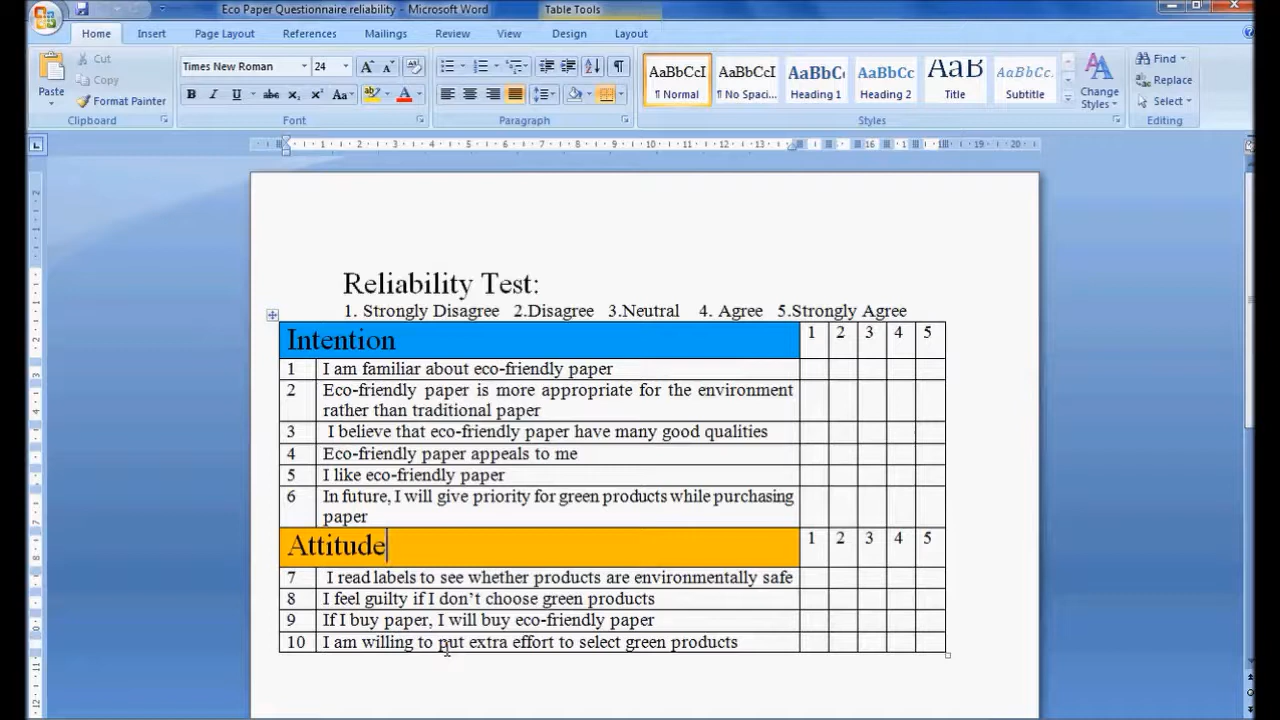 Eco Paper Questionnaire reliability - Microsoft Word
Table Tools
Home Insert Page Layout References Mailings Review View Design Layout
Paste
Cut
Copy
Format Painter
Clipboard
Times New Roman 24
B I U abc x₂ x² Aa
Font
Paragraph
AaBbCcI AaBbCcI AaBbC AaBbCc AaB AaBbCc.
¶ Normal ¶ No Spaci... Heading 1 Heading 2 Title Subtitle
Change Styles
Styles
Find
Replace
Select
Editing
Reliability Test:
1. Strongly Disagree 2.Disagree 3.Neutral 4. Agree 5.Strongly Agree
Intention 1 2 3 4 5
1 I am familiar about eco-friendly paper
2 Eco-friendly paper is more appropriate for the environment
rather than traditional paper
3 I believe that eco-friendly paper have many good qualities
4 Eco-friendly paper appeals to me
5 I like eco-friendly paper
6 In future, I will give priority for green products while purchasing
paper
Attitude 1 2 3 4 5
7 I read labels to see whether products are environmentally safe
8 I feel guilty if I don’t choose green products
9 If I buy paper, I will buy eco-friendly paper
10 I am willing to put extra effort to select green products